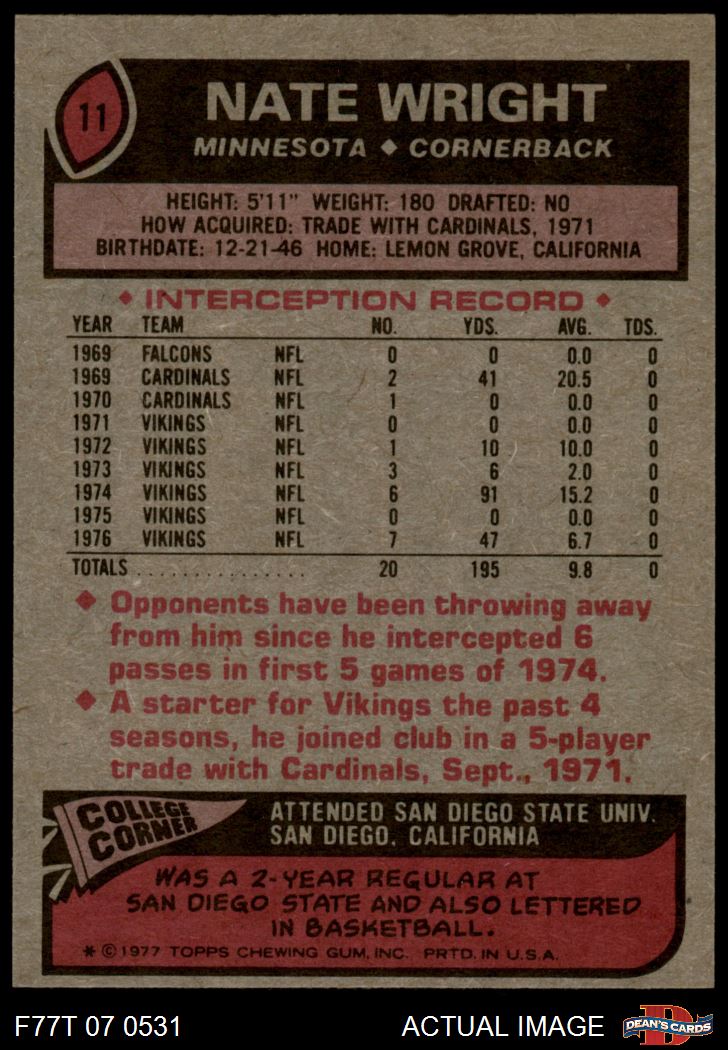 11
NATE WRIGHT
MINNESOTA ◆ CORNERBACK
HEIGHT: 5'11" WEIGHT: 180 DRAFTED: NO
HOW ACQUIRED: TRADE WITH CARDINALS, 1971
BIRTHDATE: 12-21-46 HOME: LEMON GROVE, CALIFORNIA
◆ INTERCEPTION RECORD ◆
YEAR TEAM NO. YDS. AVG. TDS.
1969 FALCONS NFL 0 0 0.0 0
1969 CARDINALS NFL 2 41 20.5 0
1970 CARDINALS NFL 1 0 0.0 0
1971 VIKINGS NFL 0 0 0.0 0
1972 VIKINGS NFL 1 10 10.0 0
1973 VIKINGS NFL 3 6 2.0 0
1974 VIKINGS NFL 6 91 15.2 0
1975 VIKINGS NFL 0 0 0.0 0
1976 VIKINGS NFL 7 47 6.7 0
TOTALS................ 20 195 9.8 0
◆ Opponents have been throwing away
from him since he intercepted 6
passes in first 5 games of 1974.
◆ A starter for Vikings the past 4
seasons, he joined club in a 5-player
trade with Cardinals, Sept., 1971.
COLLEGE
CORNER
ATTENDED SAN DIEGO STATE UNIV.
SAN DIEGO, CALIFORNIA
WAS A 2-YEAR REGULAR AT
SAN DIEGO STATE AND ALSO LETTERED
IN BASKETBALL.
* © 1977 TOPPS CHEWING GUM, INC. PRTD. IN U.S.A.
F77T 07 0531 ACTUAL IMAGE
D
DEAN'S CARDS